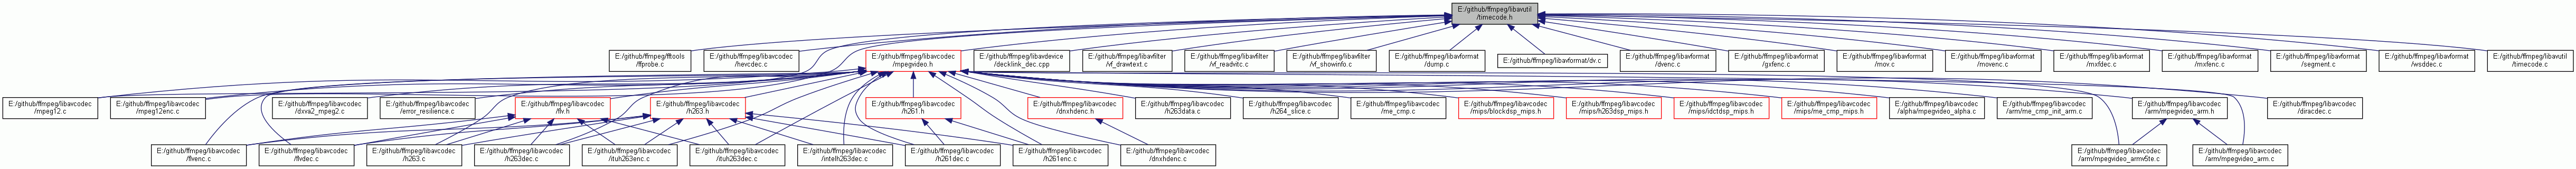 E:/github/ffmpeg/libavutil
/timecode.h
E:/github/ffmpeg/fftools
/ffprobe.c
E:/github/ffmpeg/libavcodec
/hevcdec.c
E:/github/ffmpeg/libavcodec
/mpegvideo.h
E:/github/ffmpeg/libavdevice
/decklink_dec.cpp
E:/github/ffmpeg/libavfilter
/vf_drawtext.c
E:/github/ffmpeg/libavfilter
/vf_readvitc.c
E:/github/ffmpeg/libavfilter
/vf_showinfo.c
E:/github/ffmpeg/libavformat
/dump.c
E:/github/ffmpeg/libavformat/dv.c
E:/github/ffmpeg/libavformat
/dvenc.c
E:/github/ffmpeg/libavformat
/gxfenc.c
E:/github/ffmpeg/libavformat
/mov.c
E:/github/ffmpeg/libavformat
/movenc.c
E:/github/ffmpeg/libavformat
/mxfdec.c
E:/github/ffmpeg/libavformat
/mxfenc.c
E:/github/ffmpeg/libavformat
/segment.c
E:/github/ffmpeg/libavformat
/wsddec.c
E:/github/ffmpeg/libavutil
/timecode.c
E:/github/ffmpeg/libavcodec
/mpeg12.c
E:/github/ffmpeg/libavcodec
/mpeg12enc.c
E:/github/ffmpeg/libavcodec
/dxva2_mpeg2.c
E:/github/ffmpeg/libavcodec
/error_resilience.c
E:/github/ffmpeg/libavcodec
/flv.h
E:/github/ffmpeg/libavcodec
/h263.h
E:/github/ffmpeg/libavcodec
/h261.h
E:/github/ffmpeg/libavcodec
/dnxhdenc.h
E:/github/ffmpeg/libavcodec
/h263data.c
E:/github/ffmpeg/libavcodec
/h264_slice.c
E:/github/ffmpeg/libavcodec
/me_cmp.c
E:/github/ffmpeg/libavcodec
/mips/blockdsp_mips.h
E:/github/ffmpeg/libavcodec
/mips/h263dsp_mips.h
E:/github/ffmpeg/libavcodec
/mips/idctdsp_mips.h
E:/github/ffmpeg/libavcodec
/mips/me_cmp_mips.h
E:/github/ffmpeg/libavcodec
/alpha/mpegvideo_alpha.c
E:/github/ffmpeg/libavcodec
/arm/me_cmp_init_arm.c
E:/github/ffmpeg/libavcodec
/arm/mpegvideo_arm.h
E:/github/ffmpeg/libavcodec
/diracdec.c
E:/github/ffmpeg/libavcodec
/flvenc.c
E:/github/ffmpeg/libavcodec
/flvdec.c
E:/github/ffmpeg/libavcodec
/h263.c
E:/github/ffmpeg/libavcodec
/h263dec.c
E:/github/ffmpeg/libavcodec
/ituh263enc.c
E:/github/ffmpeg/libavcodec
/ituh263dec.c
E:/github/ffmpeg/libavcodec
/intelh263dec.c
E:/github/ffmpeg/libavcodec
/h261dec.c
E:/github/ffmpeg/libavcodec
/h261enc.c
E:/github/ffmpeg/libavcodec
/dnxhdenc.c
E:/github/ffmpeg/libavcodec
/arm/mpegvideo_armv5te.c
E:/github/ffmpeg/libavcodec
/arm/mpegvideo_arm.c